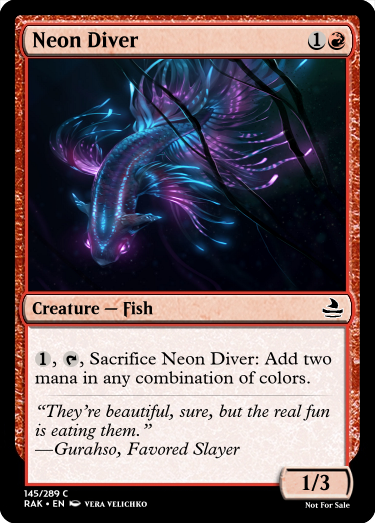 Neon Diver 1
Creature — Fish
1, , Sacrifice Neon Diver: Add two
mana in any combination of colors.
“They’re beautiful, sure, but the real fun
is eating them.”
—Gurahso, Favored Slayer
1/3
145/289 C
RAK • EN VERA VELICHKO
Not For Sale